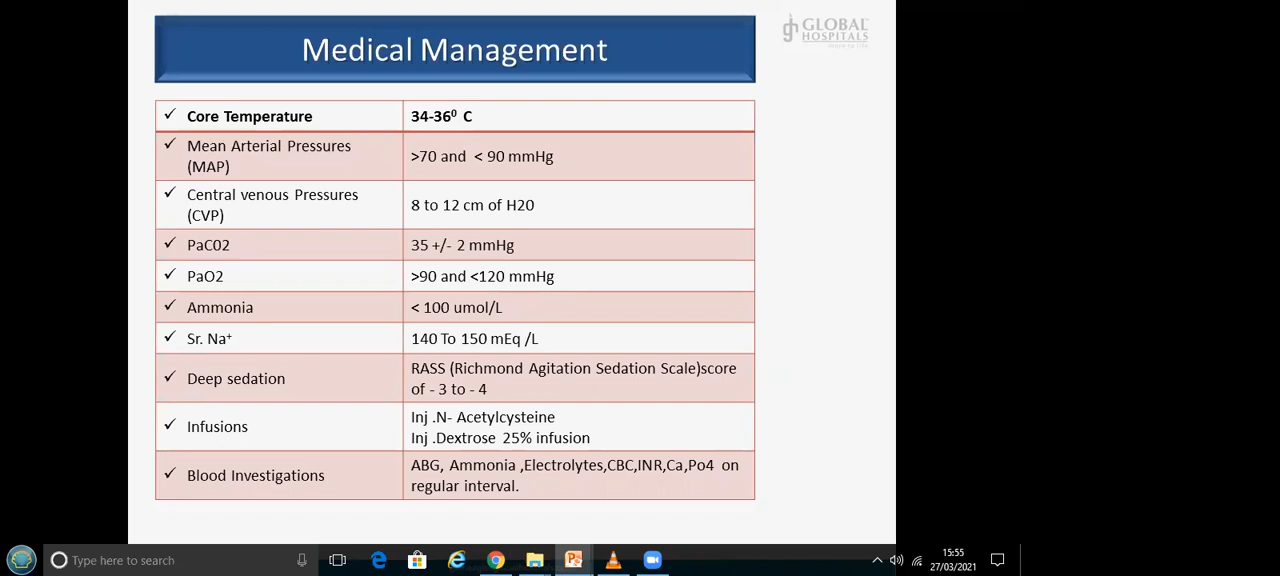 Medical Management
GLOBAL
HOSPITALS
more to life
✓ Core Temperature
34-36⁰ C
✓ Mean Arterial Pressures
(MAP)
>70 and < 90 mmHg
✓ Central venous Pressures
(CVP)
8 to 12 cm of H20
✓ PaC02
35 +/- 2 mmHg
✓ PaO2
>90 and <120 mmHg
✓ Ammonia
< 100 umol/L
✓ Sr. Na⁺
140 To 150 mEq /L
✓ Deep sedation
RASS (Richmond Agitation Sedation Scale)score
of - 3 to - 4
✓ Infusions
Inj .N- Acetylcysteine
Inj .Dextrose 25% infusion
✓ Blood Investigations
ABG, Ammonia ,Electrolytes,CBC,INR,Ca,Po4 on
regular interval.
Type here to search
15:55
27/03/2021